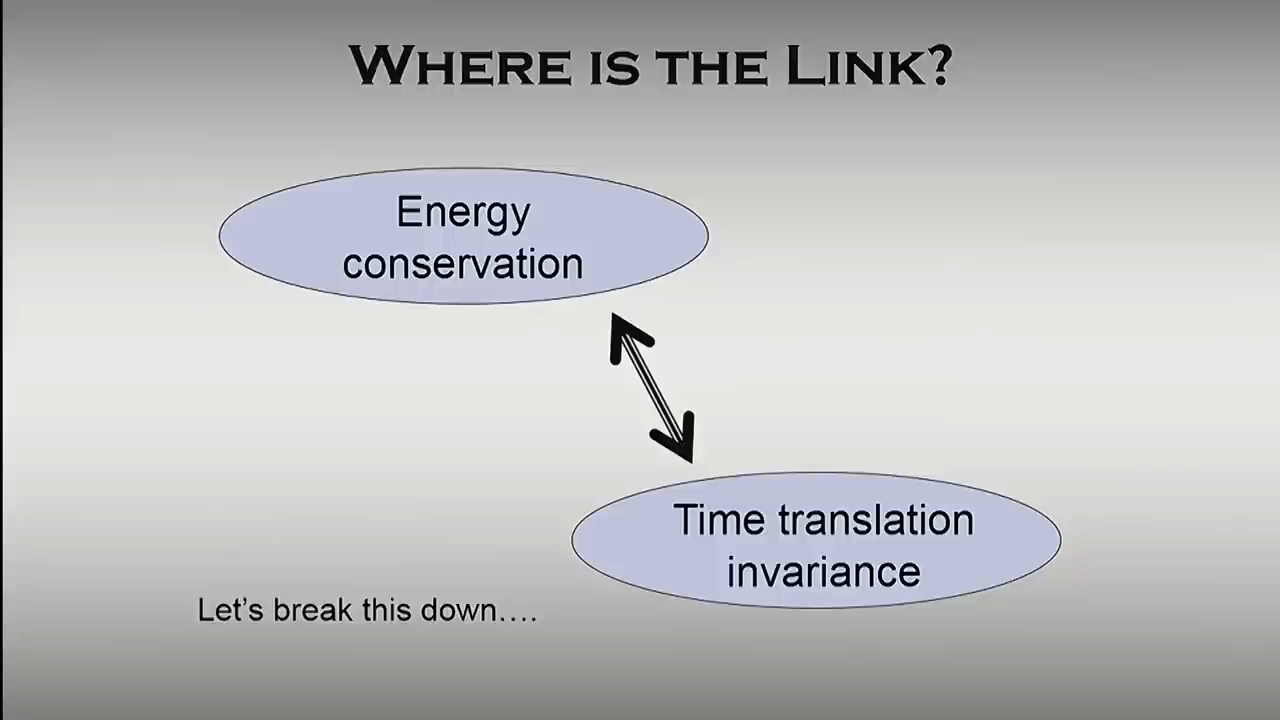 WHERE IS THE LINK?
Energy
conservation
Time translation
invariance
Let's break this down....